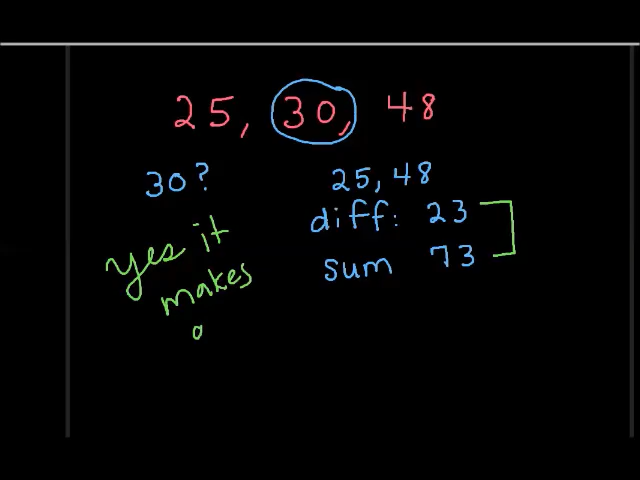 25, 30, 48
30?
25, 48
diff: 23
sum 73
yes it
makes
a